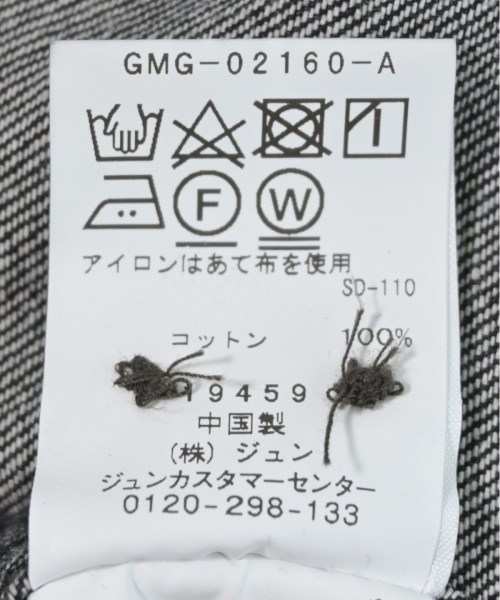 GMG-02160-A
F W
アイロンはあて布を使用
SD-110
コットン 100%
19459
中国製
(株) ジュン
ジュンカスタマーセンター
0120-298-133